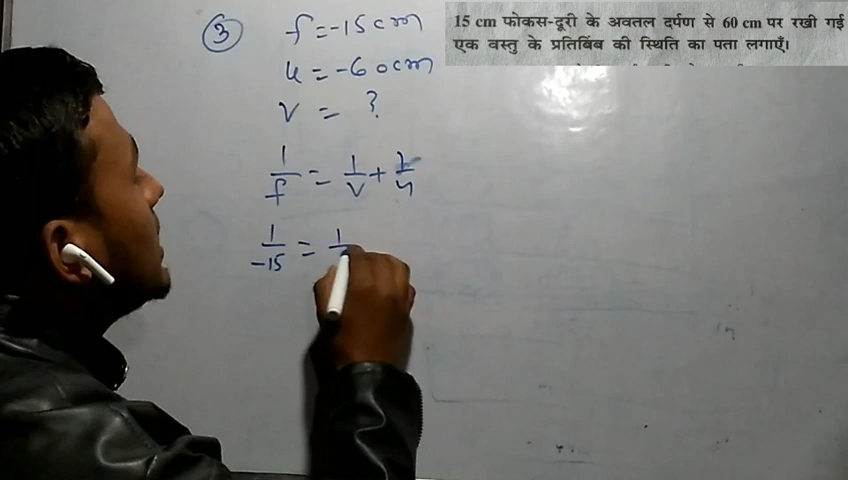 15 cm फोकस-दूरी के अवतल दर्पण से 60 cm पर रखी गई
एक वस्तु के प्रतिबिंब की स्थिति का पता लगाएँ।
③ f = -15 cm
u = -60 cm
v = ?
1/f = 1/v + 1/u
1/-15 = 1